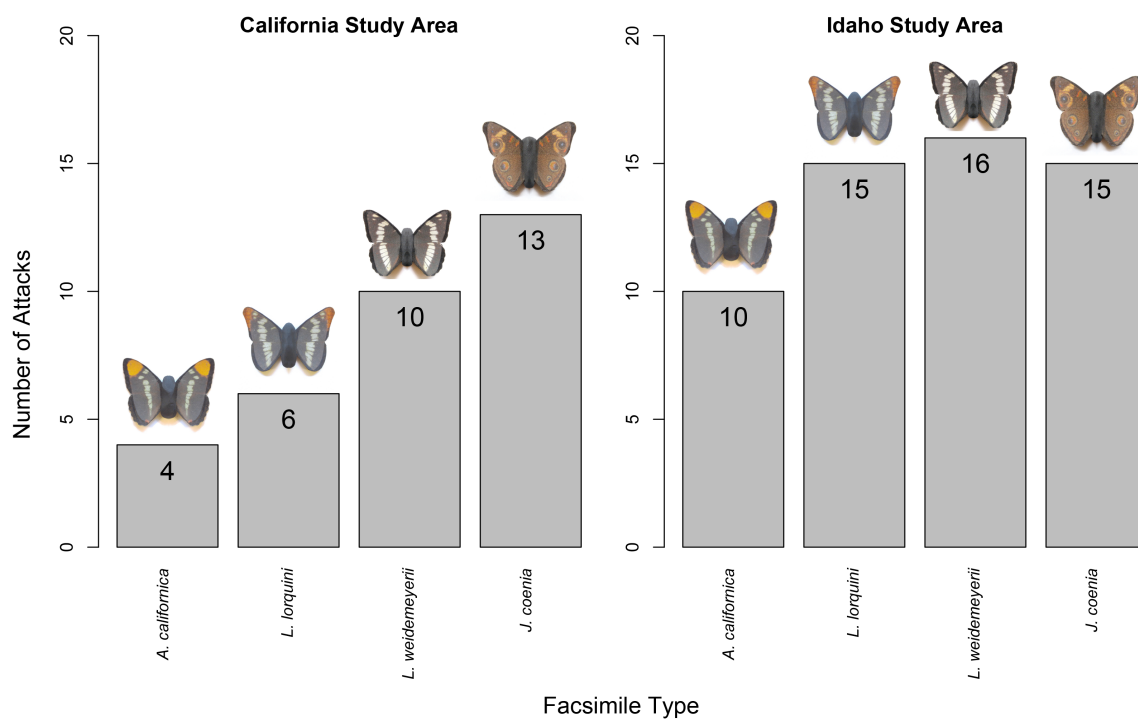 California Study Area
Idaho Study Area
Number of Attacks
20
15
10
5
0
4
6
10
13
A. californica
L. lorquini
L. weidemeyerii
J. coenia
20
15
10
5
0
10
15
16
15
A. californica
L. lorquini
L. weidemeyerii
J. coenia
Facsimile Type